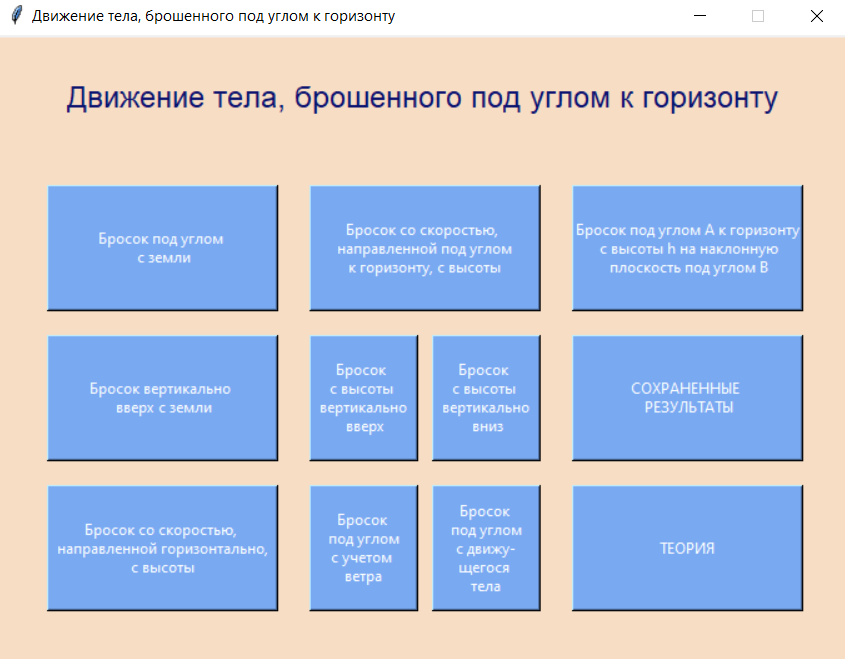 Движение тела, брошенного под углом к горизонту
Движение тела, брошенного под углом к горизонту
Бросок под углом
с земли
Бросок со скоростью,
направленной под углом
к горизонту, с высоты
Бросок под углом A к горизонту
с высоты h на наклонную
плоскость под углом B
Бросок вертикально
вверх с земли
Бросок
с высоты
вертикально
вверх
Бросок
с высоты
вертикально
вниз
СОХРАНЕННЫЕ
РЕЗУЛЬТАТЫ
Бросок со скоростью,
направленной горизонтально,
с высоты
Бросок
под углом
с учетом
ветра
Бросок
под углом
с движу-
щегося
тела
ТЕОРИЯ